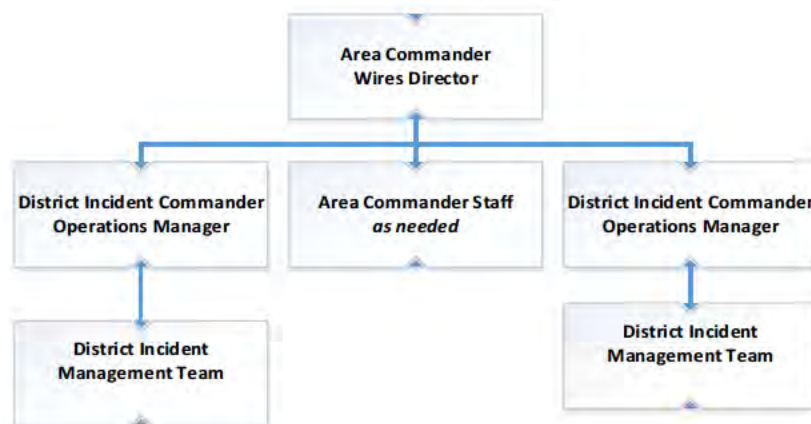 Area Commander
Wires Director
District Incident Commander
Operations Manager
Area Commander Staff
as needed
District Incident Commander
Operations Manager
District Incident
Management Team
District Incident
Management Team